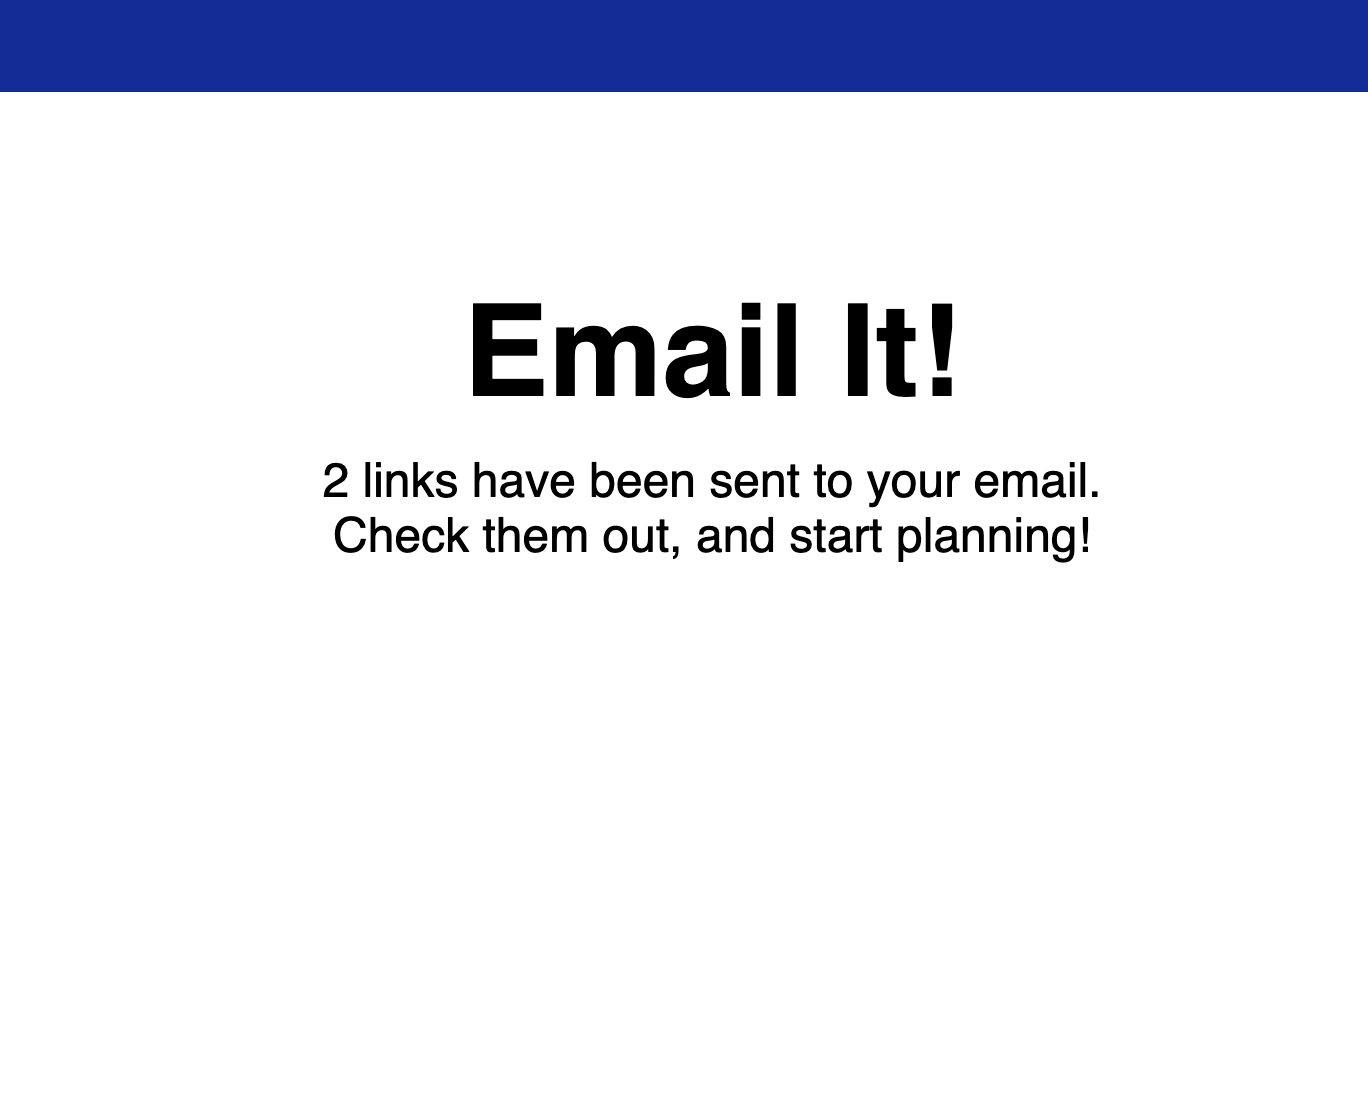 Email It!
2 links have been sent to your email.
Check them out, and start planning!